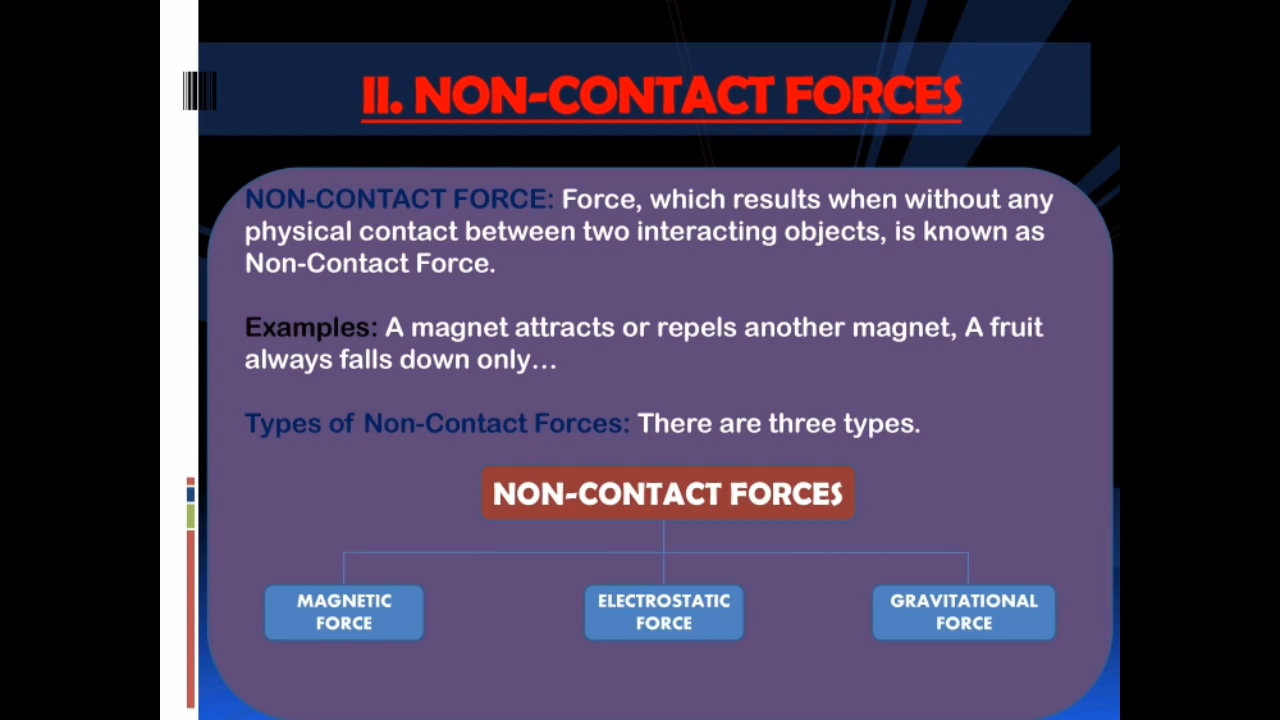 II. NON-CONTACT FORCES
NON-CONTACT FORCE: Force, which results when without any
physical contact between two interacting objects, is known as
Non-Contact Force.
Examples: A magnet attracts or repels another magnet, A fruit
always falls down only...
Types of Non-Contact Forces: There are three types.
NON-CONTACT FORCES
MAGNETIC
FORCE
ELECTROSTATIC
FORCE
GRAVITATIONAL
FORCE